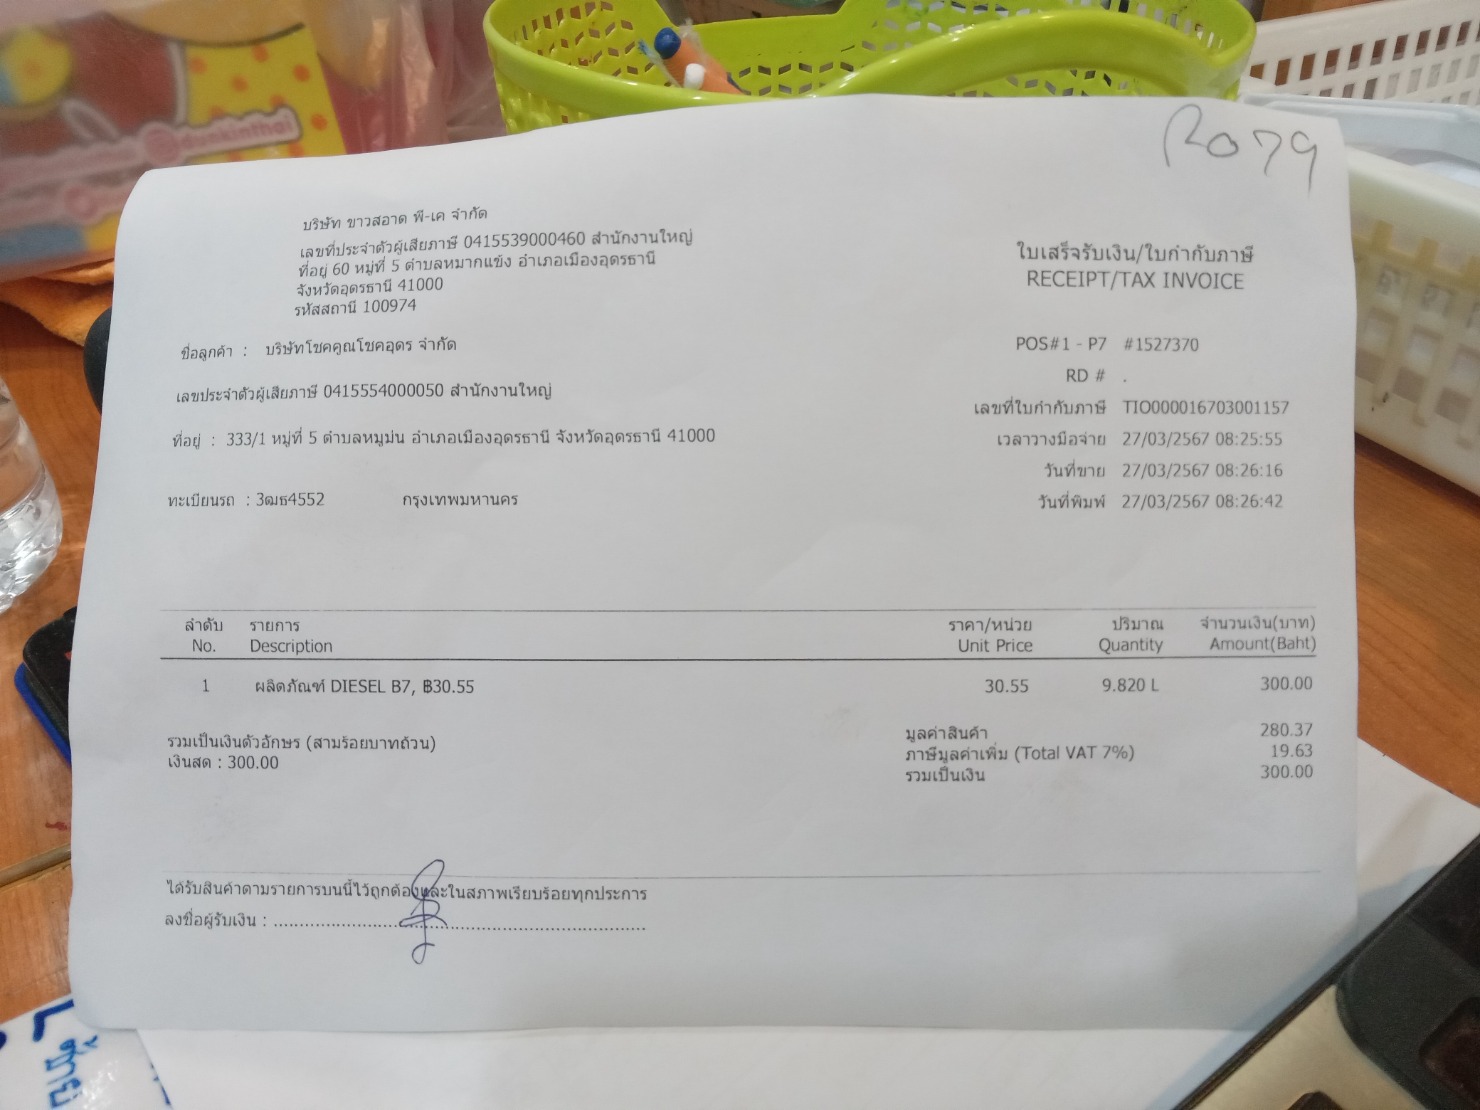 R079
บริษัท ขาวสอาด พี-เค จำกัด
เลขที่ประจำตัวผู้เสียภาษี 0415539000460 สำนักงานใหญ่
ที่อยู่ 60 หมู่ที่ 5 ตำบลหมากแข้ง อำเภอเมืองอุดรธานี
จังหวัดอุดรธานี 41000
รหัสสถานี 100974
ใบเสร็จรับเงิน/ใบกำกับภาษี
RECEIPT/TAX INVOICE
ชื่อลูกค้า : บริษัทโชคคูณโชคอุดร จำกัด
เลขประจำตัวผู้เสียภาษี 0415554000050 สำนักงานใหญ่
ที่อยู่ : 333/1 หมู่ที่ 5 ตำบลหมูม่น อำเภอเมืองอุดรธานี จังหวัดอุดรธานี 41000
ทะเบียนรถ : 3ฒธ4552 กรุงเทพมหานคร
POS#1 - P7 #1527370
RD # .
เลขที่ใบกำกับภาษี TIO000016703001157
เวลาวางมือจ่าย 27/03/2567 08:25:55
วันที่ขาย 27/03/2567 08:26:16
วันที่พิมพ์ 27/03/2567 08:26:42
ลำดับ รายการ ราคา/หน่วย ปริมาณ จำนวนเงิน(บาท)
No. Description Unit Price Quantity Amount(Baht)
1 ผลิตภัณฑ์ DIESEL B7, ฿30.55 30.55 9.820 L 300.00
รวมเป็นเงินตัวอักษร (สามร้อยบาทถ้วน)
เงินสด : 300.00
มูลค่าสินค้า 280.37
ภาษีมูลค่าเพิ่ม (Total VAT 7%) 19.63
รวมเป็นเงิน 300.00
ได้รับสินค้าตามรายการบนนี้ไว้ถูกต้องและในสภาพเรียบร้อยทุกประการ
ลงชื่อผู้รับเงิน : ......................................................................